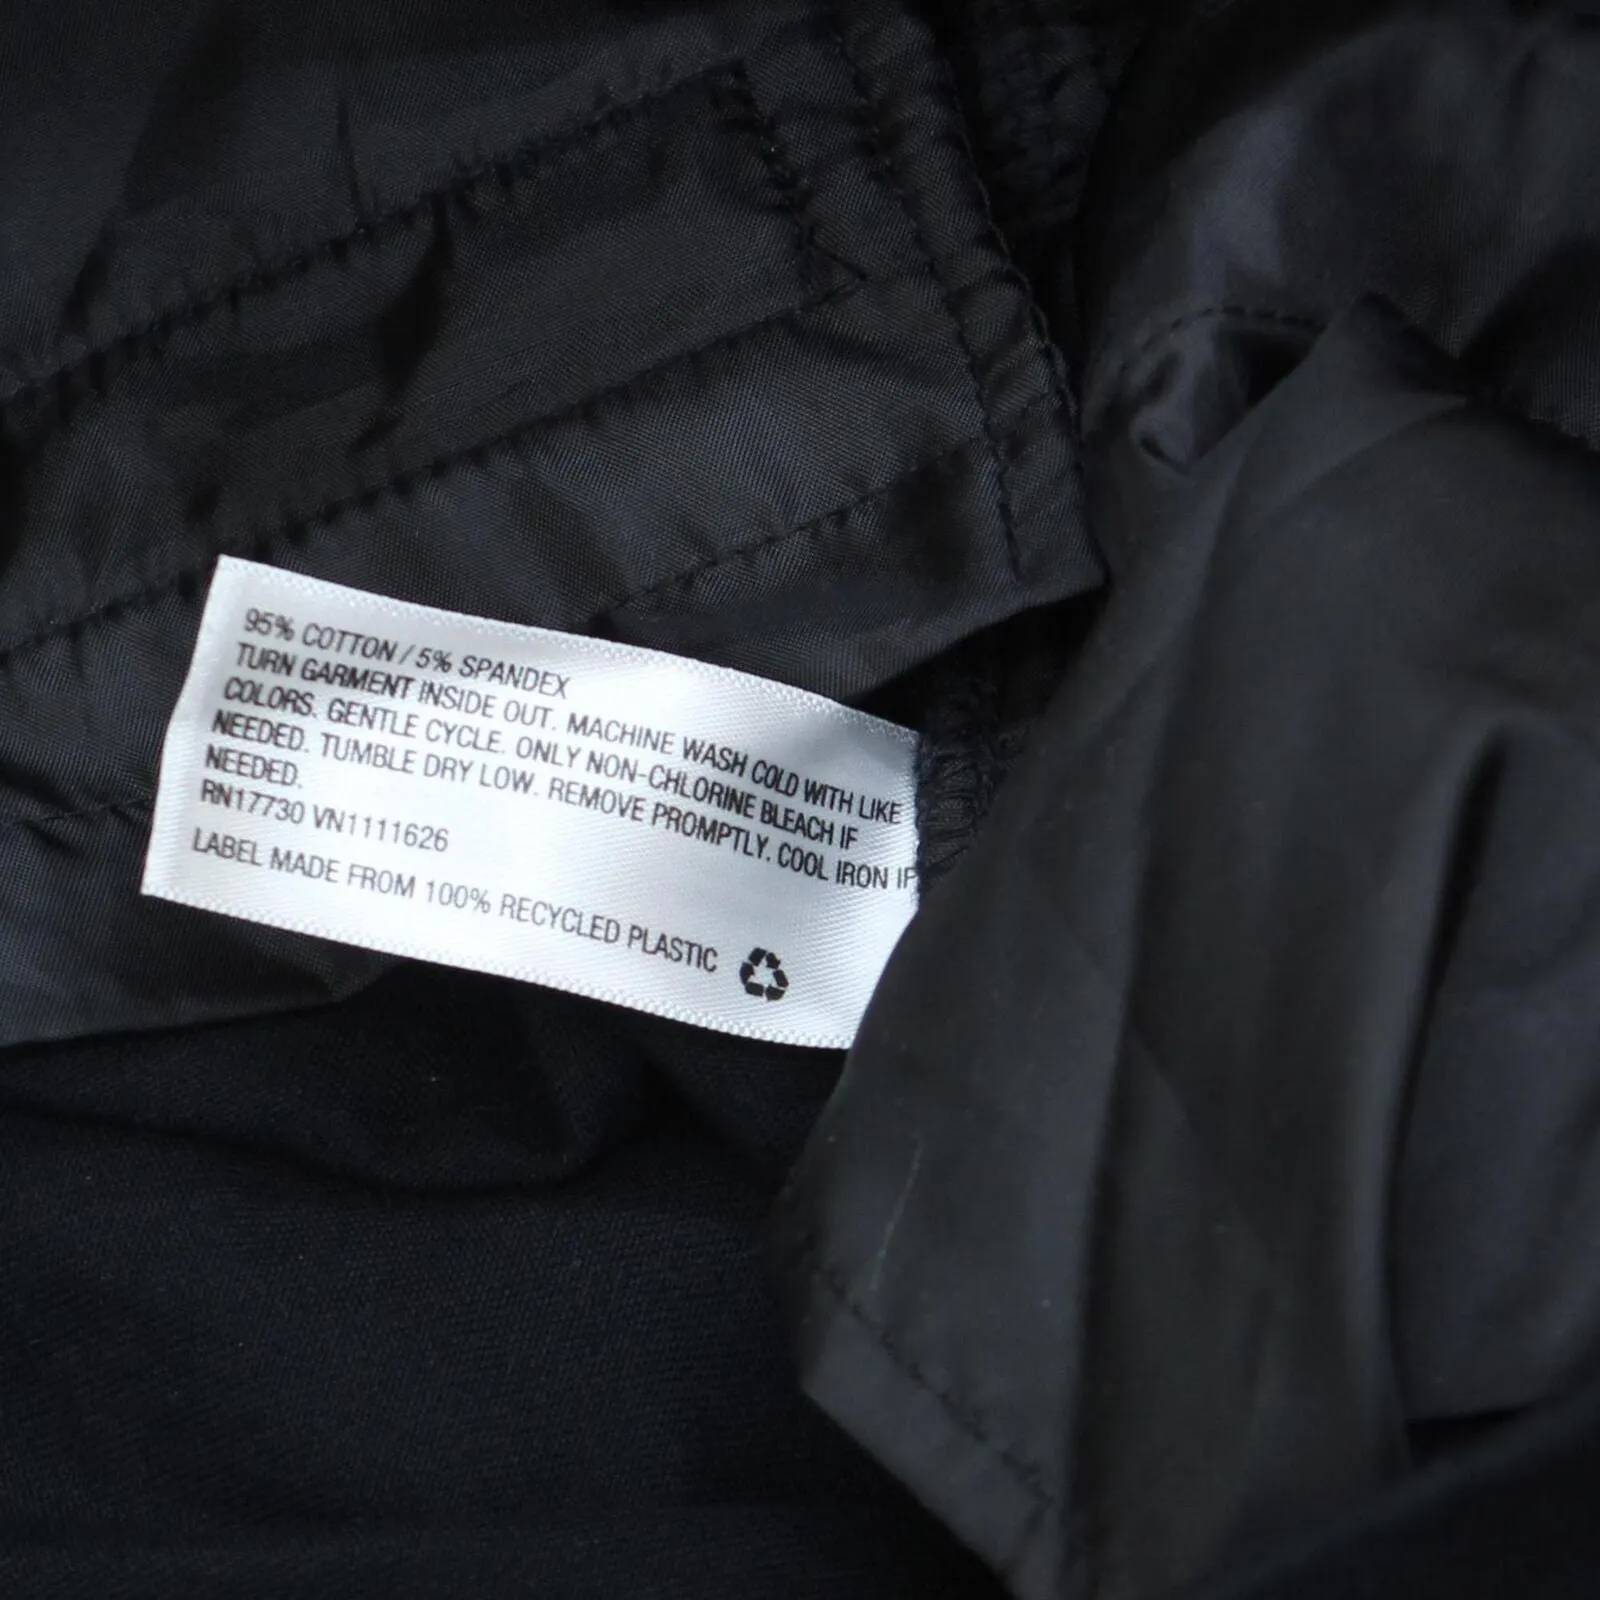 95% COTTON / 5% SPANDEX
TURN GARMENT INSIDE OUT. MACHINE WASH COLD WITH LIKE
COLORS. GENTLE CYCLE. ONLY NON-CHLORINE BLEACH IF
NEEDED. TUMBLE DRY LOW. REMOVE PROMPTLY. COOL IRON IF
NEEDED.
RN17730 VN1111626
LABEL MADE FROM 100% RECYCLED PLASTIC